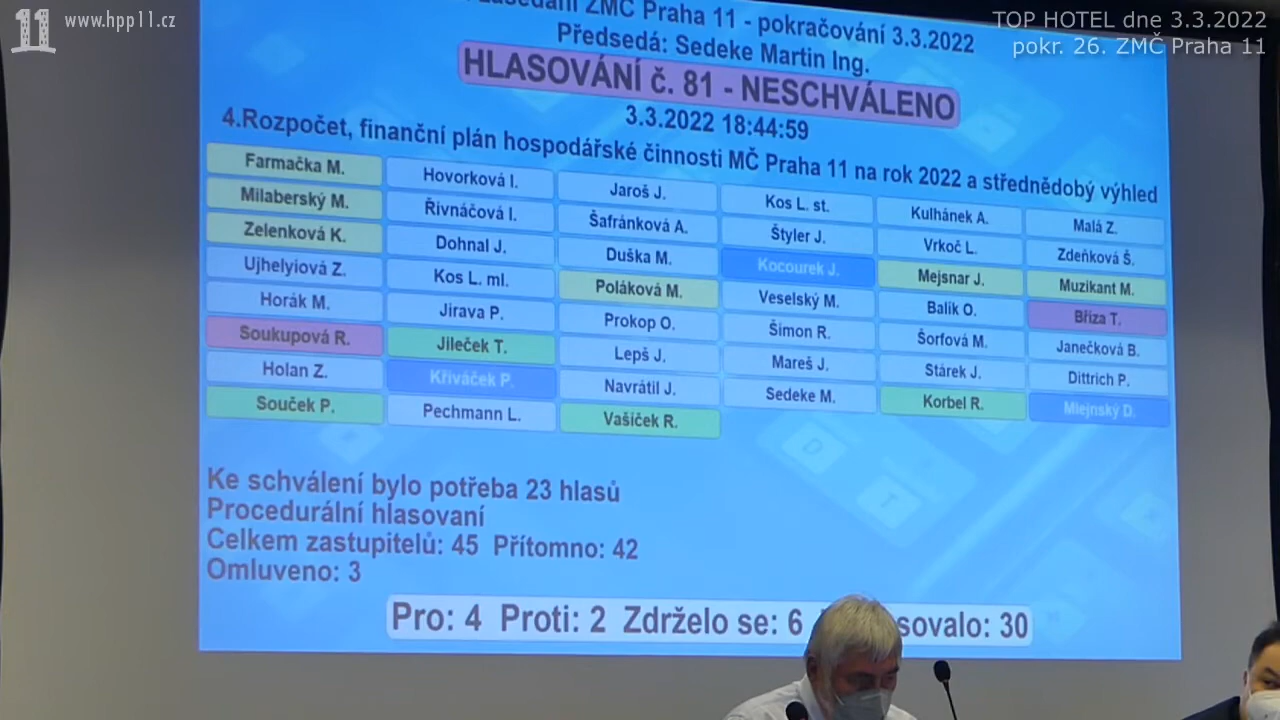 11 www.hpp11.cz
TOP HOTEL dne 3.3.2022
pokr. 26. ZMČ Praha 11
zasedání ZMČ Praha 11 - pokračování 3.3.2022
Předsedá: Sedeke Martin Ing.
HLASOVÁNÍ č. 81 - NESCHVÁLENO
3.3.2022 18:44:59
4.Rozpočet, finanční plán hospodářské činnosti MČ Praha 11 na rok 2022 a střednědobý výhled
Farmačka M. Hovorková I. Jaroš J. Kos L. st. Kulhánek A. Malá Z.
Milaberský M. Řivnáčová I. Šafránková A. Štyler J. Vrkoč L. Zdeňková Š.
Zelenková K. Dohnal J. Duška M. Kocourek J. Mejsnar J. Muzikant M.
Ujhelyiová Z. Kos L. ml. Poláková M. Veselský M. Balík O. Bříza T.
Horák M. Jirava P. Prokop O. Šimon R. Šorfová M. Janečková B.
Soukupová R. Jileček T. Lepš J. Mareš J. Stárek J. Dittrich P.
Holan Z. Křiváček P. Navrátil J. Sedeke M. Korbel R. Mlejnský D.
Souček P. Pechmann L. Vašíček R.
Ke schválení bylo potřeba 23 hlasů
Procedurální hlasovaní
Celkem zastupitelů: 45 Přítomno: 42
Omluveno: 3
Pro: 4 Proti: 2 Zdrželo se: 6 sovalo: 30